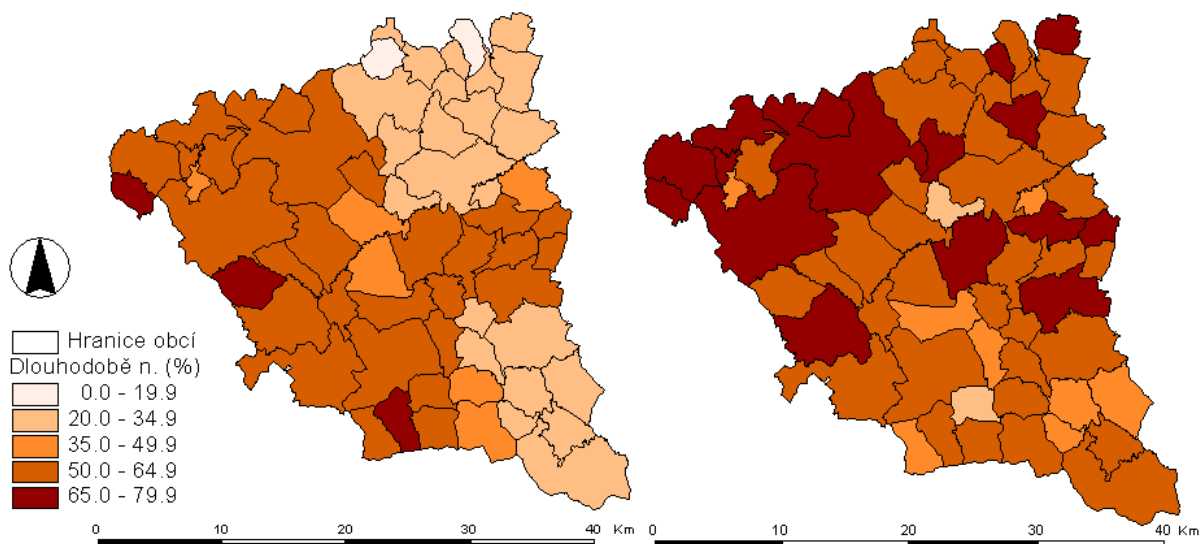 Hranice obcí
Dlouhodobě n. (%)
0.0 - 19.9
20.0 - 34.9
35.0 - 49.9
50.0 - 64.9
65.0 - 79.9
0 10 20 30 40 Km
0 10 20 30 40 Km